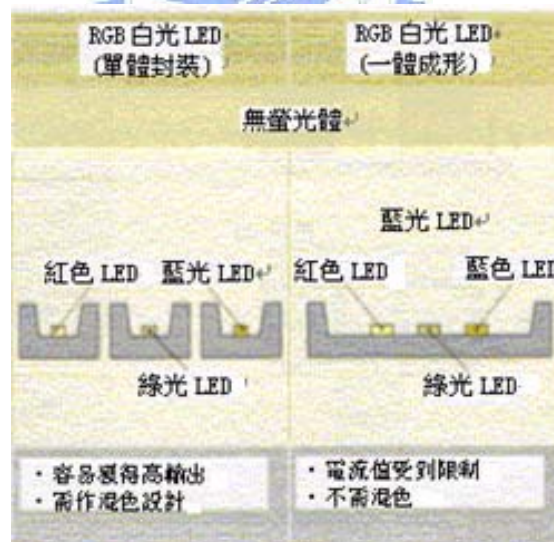 RGB 白光 LED
(單體封裝)
RGB 白光 LED
(一體成形)
無螢光體
藍光 LED
紅色 LED 藍光 LED
紅色 LED 藍色 LED
綠光 LED
綠光 LED
・容易獲得高輸出
・需作混色設計
・電流值受到限制
・不需混色